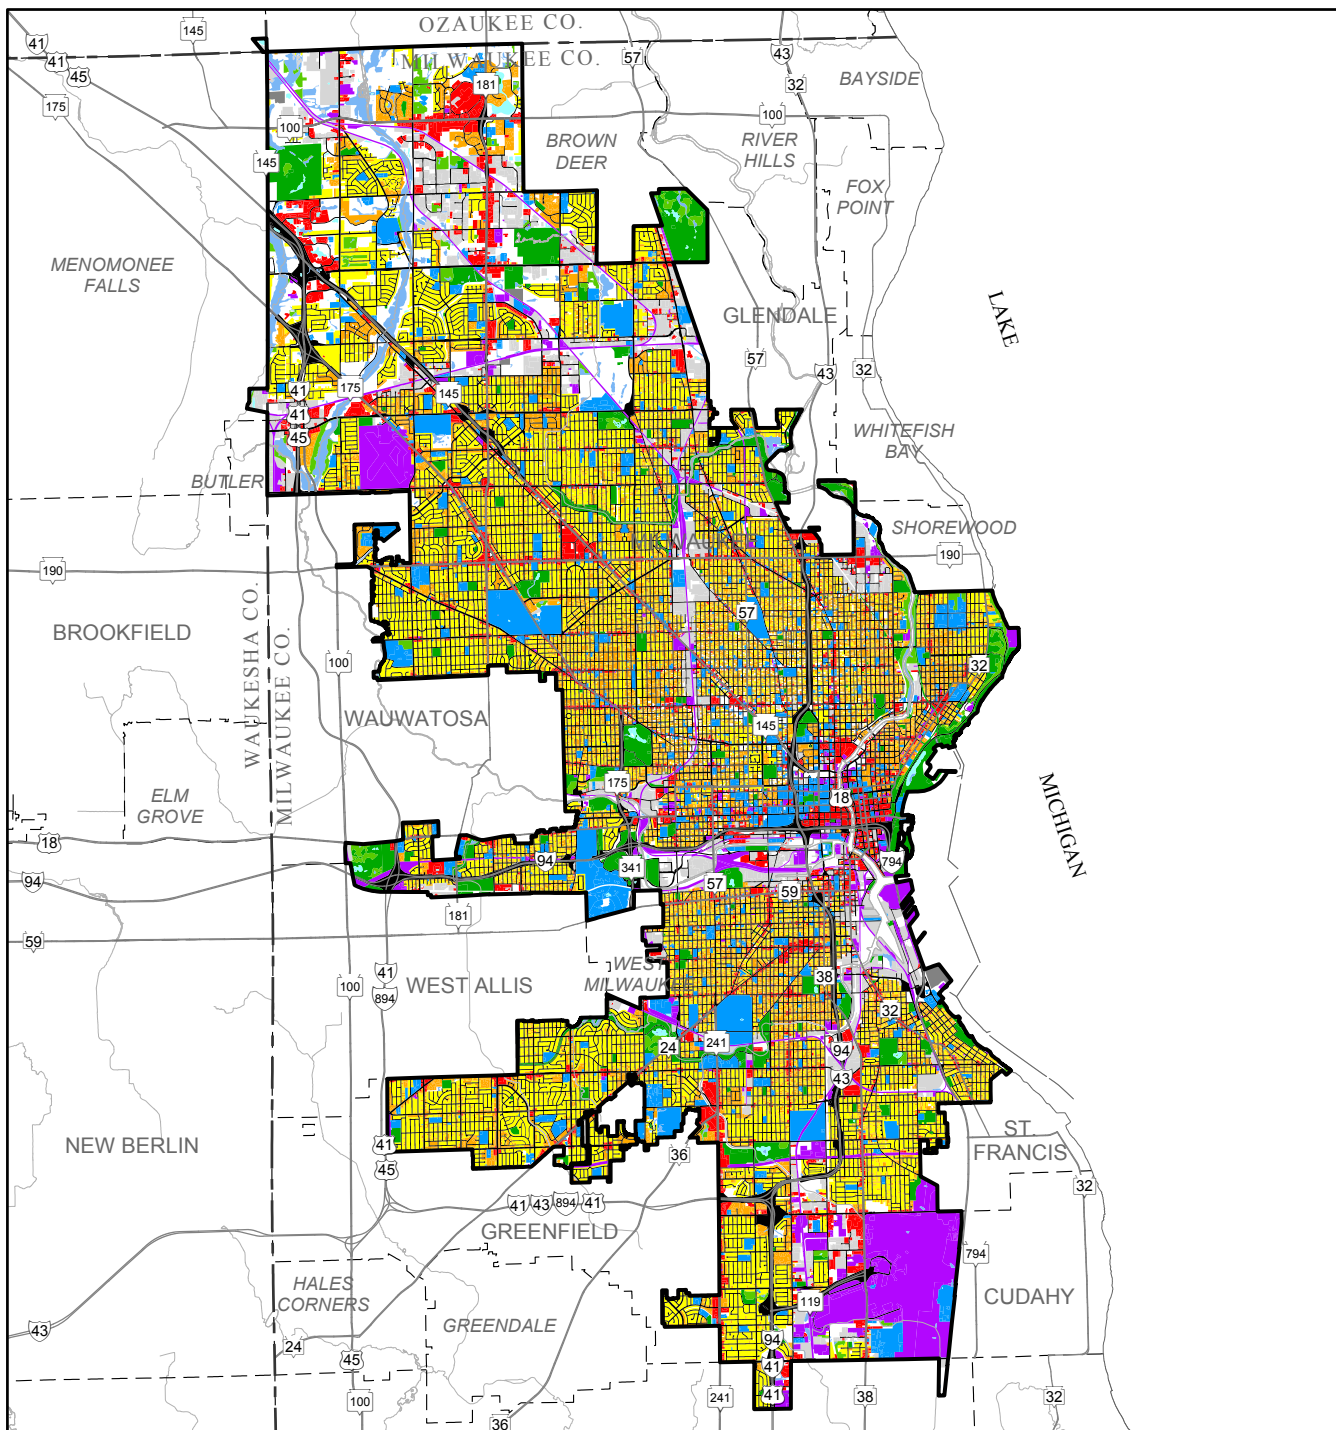 OZAUKEE CO.
145
41
41
45
MILWAUKEE CO.
57
43
32
BAYSIDE
181
175
100
100
BROWN
DEER
RIVER
HILLS
145
FOX
POINT
MENOMONEE
FALLS
GLENDALE
LAKE
57
43
32
175
145
41
41
45
WHITEFISH
BAY
BUTLER
SHOREWOOD
MILWAUKEE
190
190
57
BROOKFIELD
WAUKESHA CO.
MILWAUKEE CO.
100
32
WAUWATOSA
145
175
ELM
GROVE
18
MICHIGAN
18
94
94
341
57
59
794
181
59
41
894
100
WEST ALLIS
WEST
MILWAUKEE
38
32
24
241
94
43
NEW BERLIN
41
45
36
ST.
FRANCIS
32
41
43
894
41
GREENFIELD
794
HALES
CORNERS
119
CUDAHY
GREENDALE
43
24
45
94
41
41
100
36
241
38
32